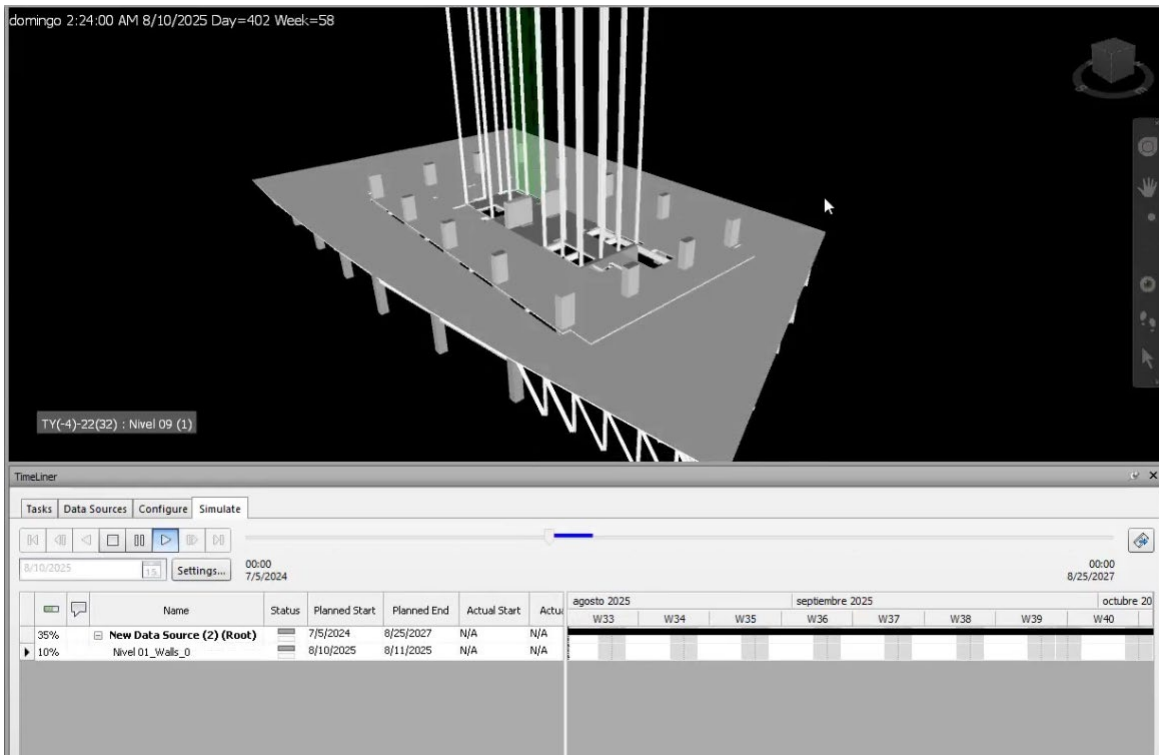 domingo 2:24:00 AM 8/10/2025 Day=402 Week=58
TY(-4)-22(32) : Nivel 09 (1)
TimeLiner
Tasks Data Sources Configure Simulate
8/10/2025 15 Settings... 00:00 00:00
7/5/2024 8/25/2027
Name Status Planned Start Planned End Actual Start Actu agosto 2025 septiembre 2025 octubre 20
W33 W34 W35 W36 W37 W38 W39 W40
35% New Data Source (2) (Root) 7/5/2024 8/25/2027 N/A N/A
10% Nivel 01_Walls_0 8/10/2025 8/11/2025 N/A N/A